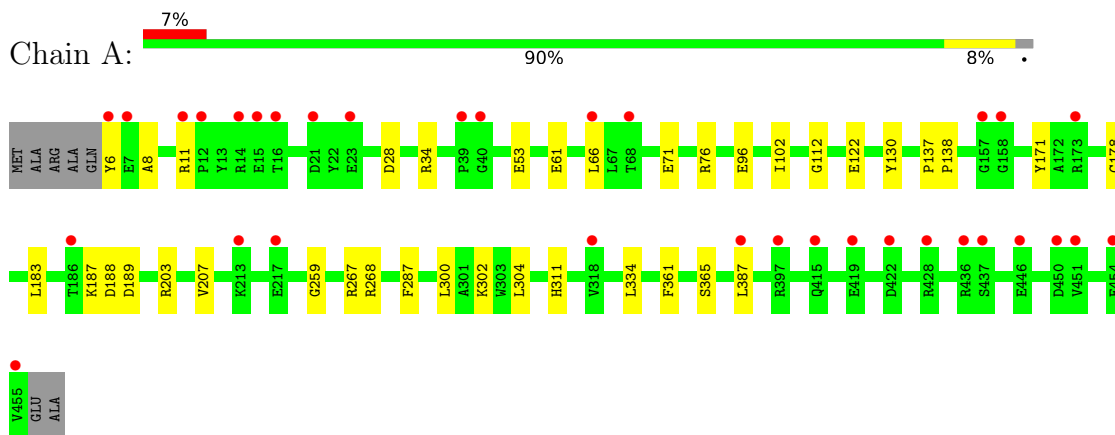 7%
Chain A:
90%
8%
MET ALA ARG ALA GLN Y6 E7 A8 R11 P12 Y13 R14 E15 T16 D21 Y22 E23 D28 R34 P39 G40 E53 E61 L66 L67 T68 E71 R76 E96 I102 G112 E122 Y130 P137 P138 G157 G158 Y171 A172 R173
L183 T186 K187 D188 D189 R203 V207 K213 E217 G259 R267 R268 F287 L300 A301 K302 W303 L304 H311 V318 L334 F361 S365 L387 R397 Q415 E419 D422 R428 R436 S437 E446 D450 V451
V455 GLU ALA